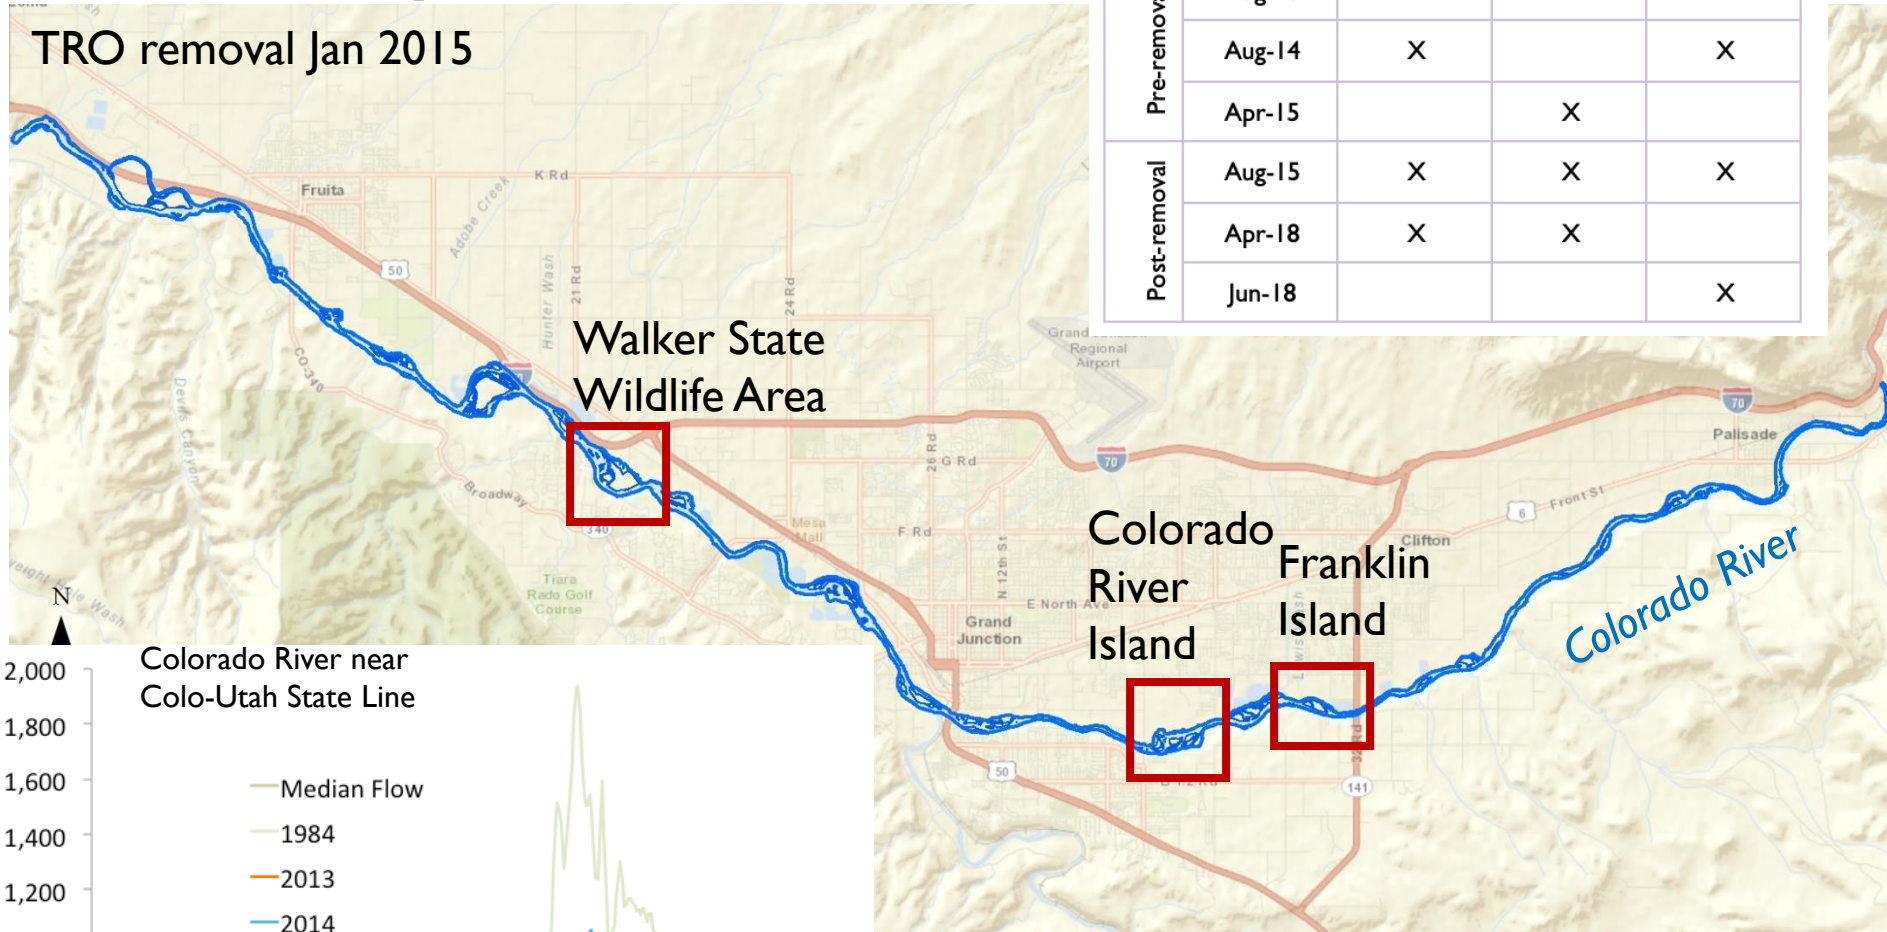 TRO removal Jan 2015
Pre-removal
Aug-14 X X
Apr-15 X
Post-removal
Aug-15 X X X
Apr-18 X X
Jun-18 X
Fruita
K Rd
Adobe Creek
50
Hunter Wash
21 Rd
24 Rd
CO-340
Devils Canyon
Walker State
Wildlife Area
Regional
Airport
70
Palisade
26 Rd
G Rd
70
Broadway
340
Mesa
Mall
F Rd
6
Front St
Clifton
Colorado
River
Island
Franklin
Island
Colorado River
N 12th St
E North Ave
Tiara
Rado Golf
Course
Grand
Junction
Wash
N
50
32 Rd
141
Colorado River near
Colo-Utah State Line
2,000
1,800
1,600
1,400
1,200
Median Flow
1984
2013
2014